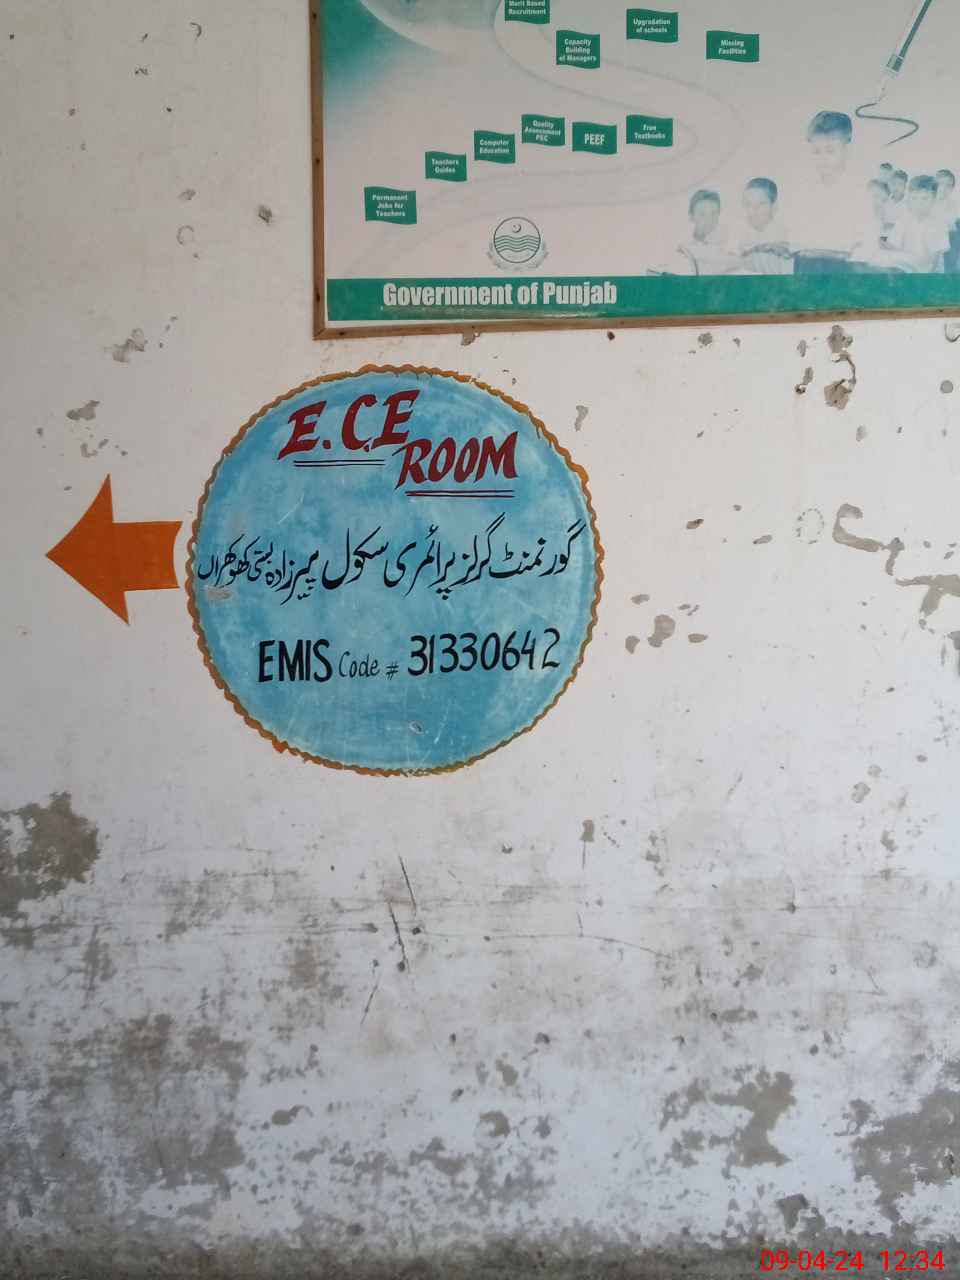 Merit Based
Recruitment
Capacity
Building
of Managers
Upgradation
of schools
Missing
Facilities
Permanent
Jobs for
Teachers
Teachers
Guides
Computer
Education
Quality
Assessment
PEC
PEEF
Free
Textbooks
Government of Punjab
E.C.E
ROOM
گورنمنٹ گرلز پرائمری سکول پیرزادہ بستی کھوکھراں
EMIS Code # 31330642
09-04-24 12:34